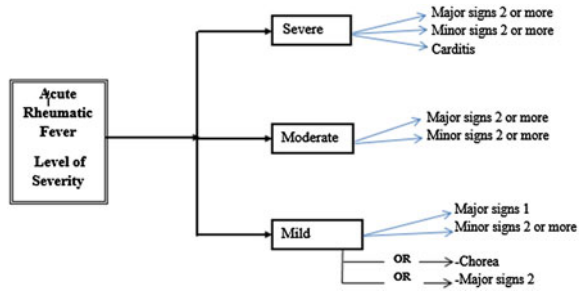 Acute
Rheumatic
Fever
Level of
Severity
Severe
Major signs 2 or more
Minor signs 2 or more
Carditis
Moderate
Major signs 2 or more
Minor signs 2 or more
Mild
Major signs 1
Minor signs 2 or more
OR -Chorea
OR -Major signs 2